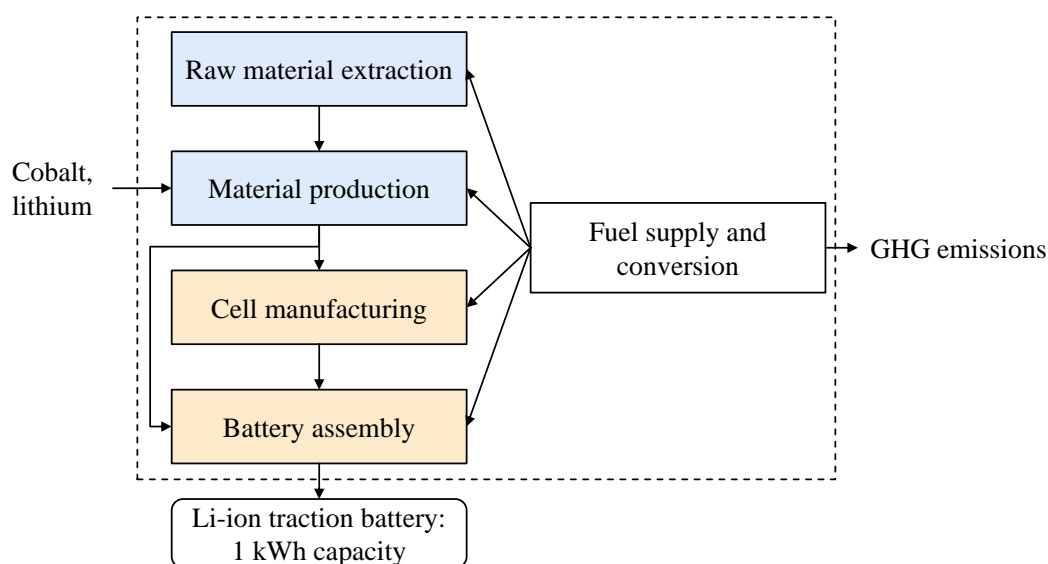 Raw material extraction
Cobalt,
lithium
Material production
Fuel supply and
conversion
GHG emissions
Cell manufacturing
Battery assembly
Li-ion traction battery:
1 kWh capacity